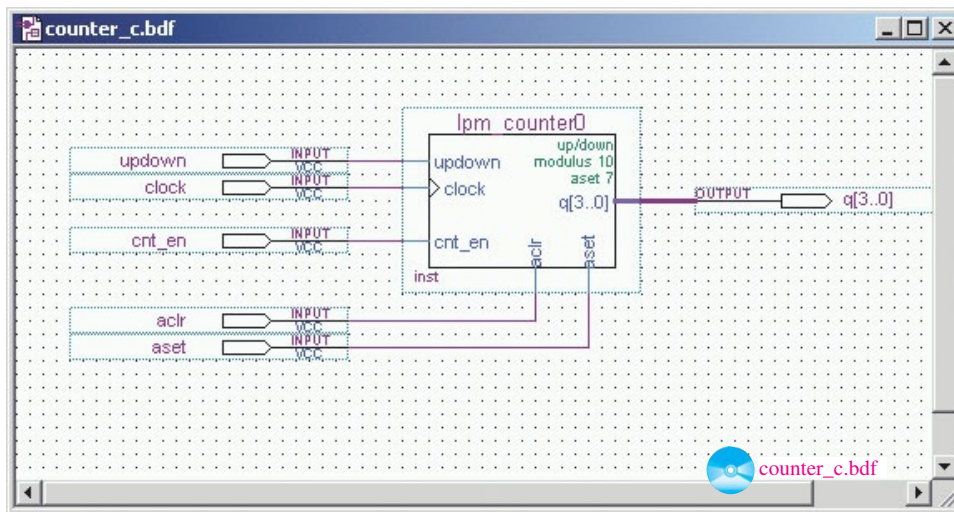 counter_c.bdf
lpm_counter0
up/down
modulus 10
aset 7
updown
INPUT
VCC
updown
clock
INPUT
VCC
clock
q[3..0]
OUTPUT
q[3..0]
cnt_en
INPUT
VCC
cnt_en
aclr
aset
inst
aclr
INPUT
VCC
aset
INPUT
VCC
counter_c.bdf